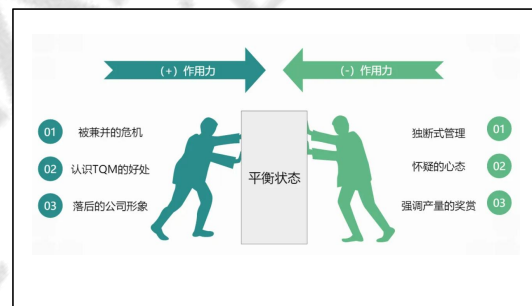 (+) 作用力
(-) 作用力
01 被兼并的危机
02 认识TQM的好处
03 落后的公司形象
平衡状态
独断式管理 01
怀疑的心态 02
强调产量的奖赏 03